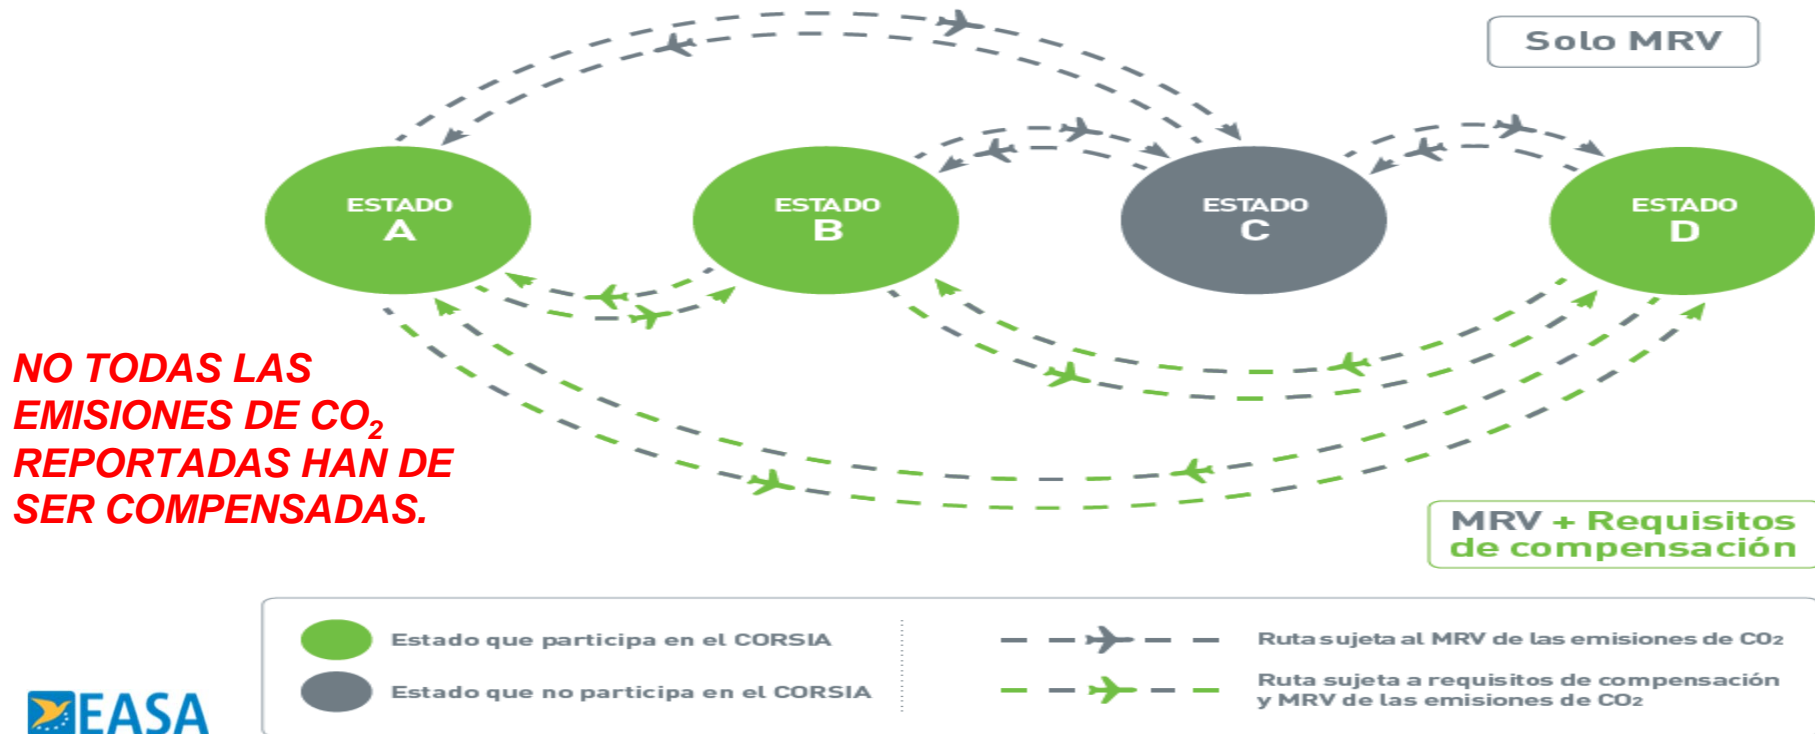 Solo MRV
ESTADO
A
ESTADO
B
ESTADO
C
ESTADO
D
NO TODAS LAS
EMISIONES DE CO₂
REPORTADAS HAN DE
SER COMPENSADAS.
MRV + Requisitos
de compensación
Estado que participa en el CORSIA
Estado que no participa en el CORSIA
Ruta sujeta al MRV de las emisiones de CO₂
Ruta sujeta a requisitos de compensación
y MRV de las emisiones de CO₂
EASA